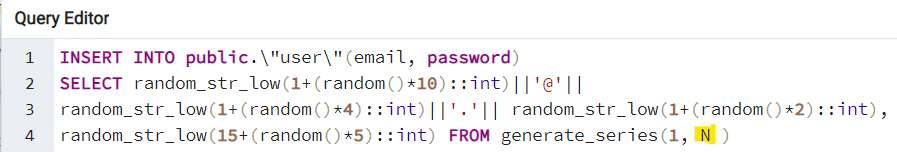 Query Editor
1 INSERT INTO public.\"user\"(email, password)
2 SELECT random_str_low(1+(random()*10)::int)||'@'||
3 random_str_low(1+(random()*4)::int)||'.'|| random_str_low(1+(random()*2)::int),
4 random_str_low(15+(random()*5)::int) FROM generate_series(1, N )